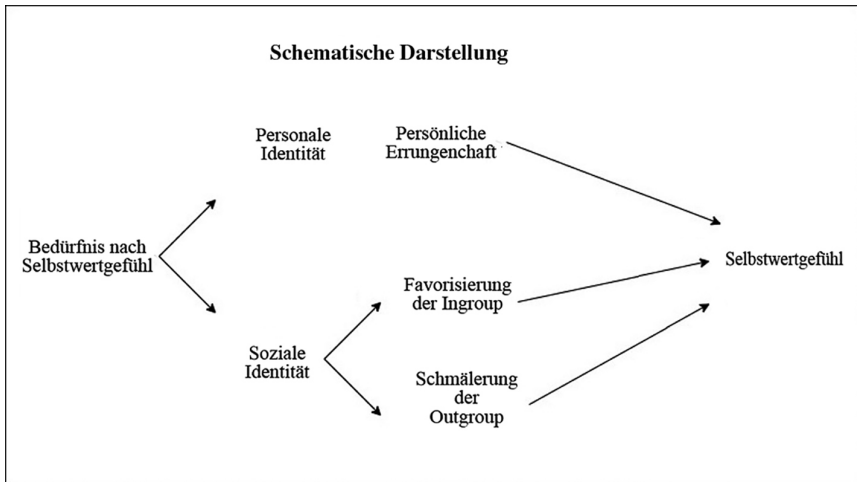 Schematische Darstellung
Personale
Identität
Persönliche
Errungenchaft
Bedürfnis nach
Selbstwertgefühl
Selbstwertgefühl
Favorisierung
der Ingroup
Soziale
Identität
Schmälerung
der
Outgroup